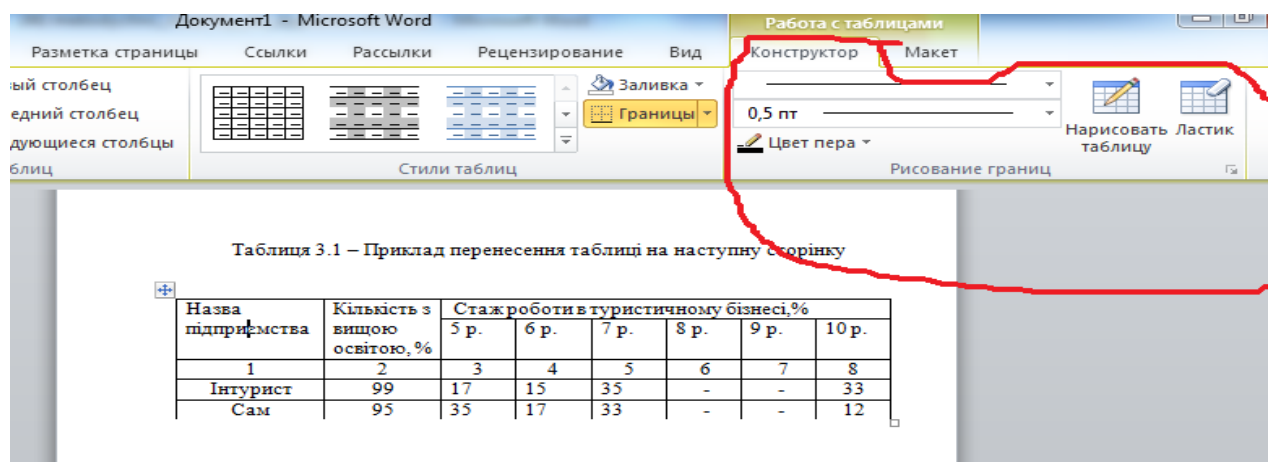 Документ1 - Microsoft Word
Работа с таблицами
Разметка страницы Ссылки Рассылки Рецензирование Вид Конструктор Макет
ый столбец
едний столбец
дующиеся столбцы
блиц
Заливка
Границы
Стили таблиц
0,5 пт
Цвет пера
Нарисовать таблицу
Ластик
Рисование границ
Таблиця 3.1 – Приклад перенесення таблиці на наступну сторінку
Назва підприємства Кількість з вищою освітою, % Стаж роботи в туристичному бізнесі,%
5 р. 6 р. 7 р. 8 р. 9 р. 10 р.
1 2 3 4 5 6 7 8
Інтурист 99 17 15 35 - - 33
Сам 95 35 17 33 - - 12